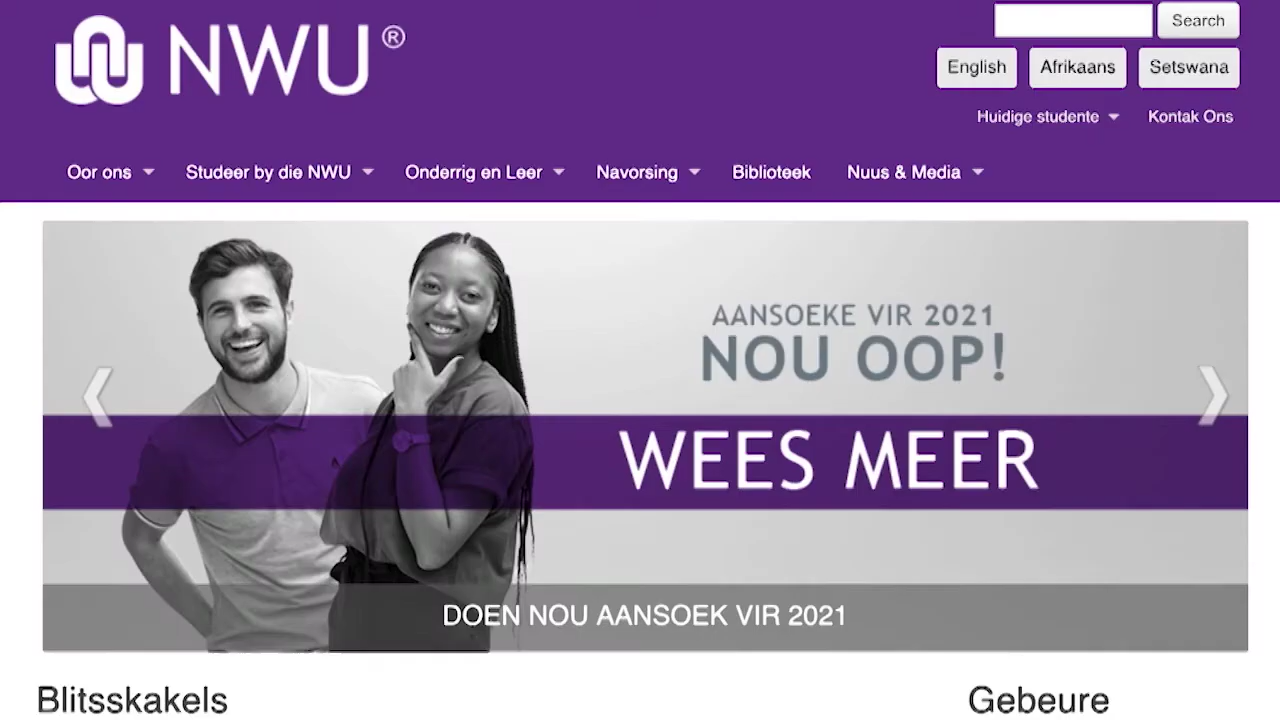 NWU®
Search
English Afrikaans Setswana
Huidige studente Kontak Ons
Oor ons Studeer by die NWU Onderrig en Leer Navorsing Biblioteek Nuus & Media
AANSOEKE VIR 2021
NOU OOP!
WEES MEER
DOEN NOU AANSOEK VIR 2021
Blitsskakels Gebeure